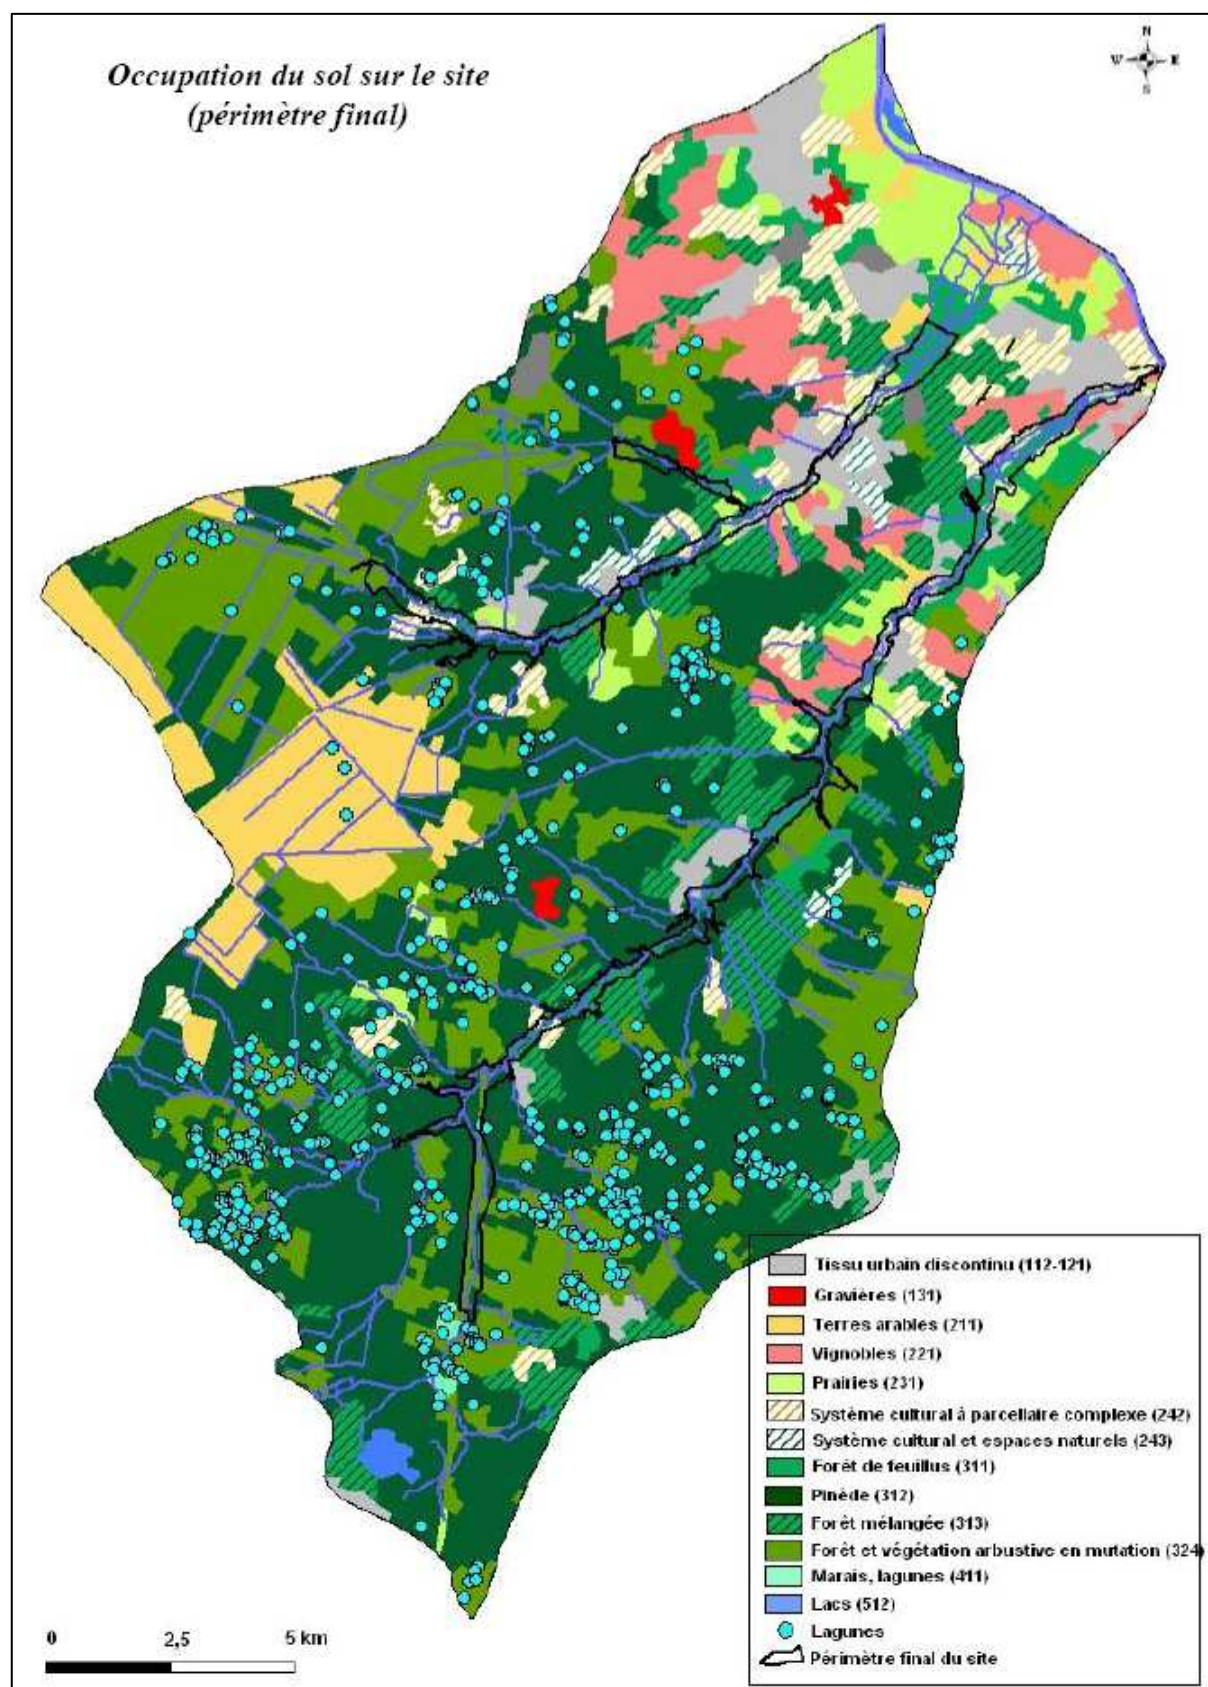 Occupation du sol sur le site
(périmètre final)
N
W E
S
Tissu urbain discontinu (112-121)
Gravières (131)
Terres arables (211)
Vignobles (221)
Prairies (231)
Système cultural à parcellaire complexe (242)
Système cultural et espaces naturels (243)
Forêt de feuillus (311)
Pinède (312)
Forêt mélangée (313)
Forêt et végétation arbustive en mutation (324)
Marais, lagunes (411)
Lacs (512)
Lagunes
Périmètre final du site
0 2,5 5 km